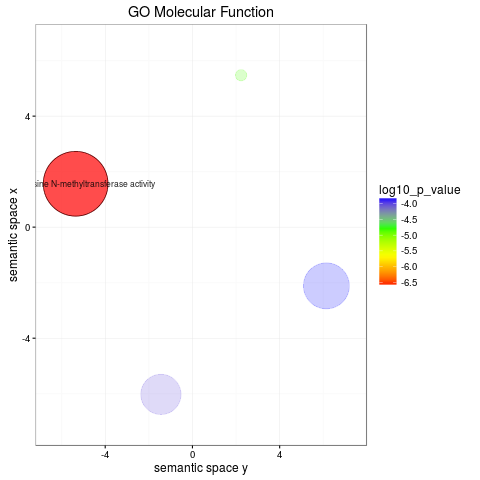 GO Molecular Function
4
0
-4
semantic space x
sine N-methyltransferase activity
-4
0
4
semantic space y
log10_p_value
-4.0
-4.5
-5.0
-5.5
-6.0
-6.5